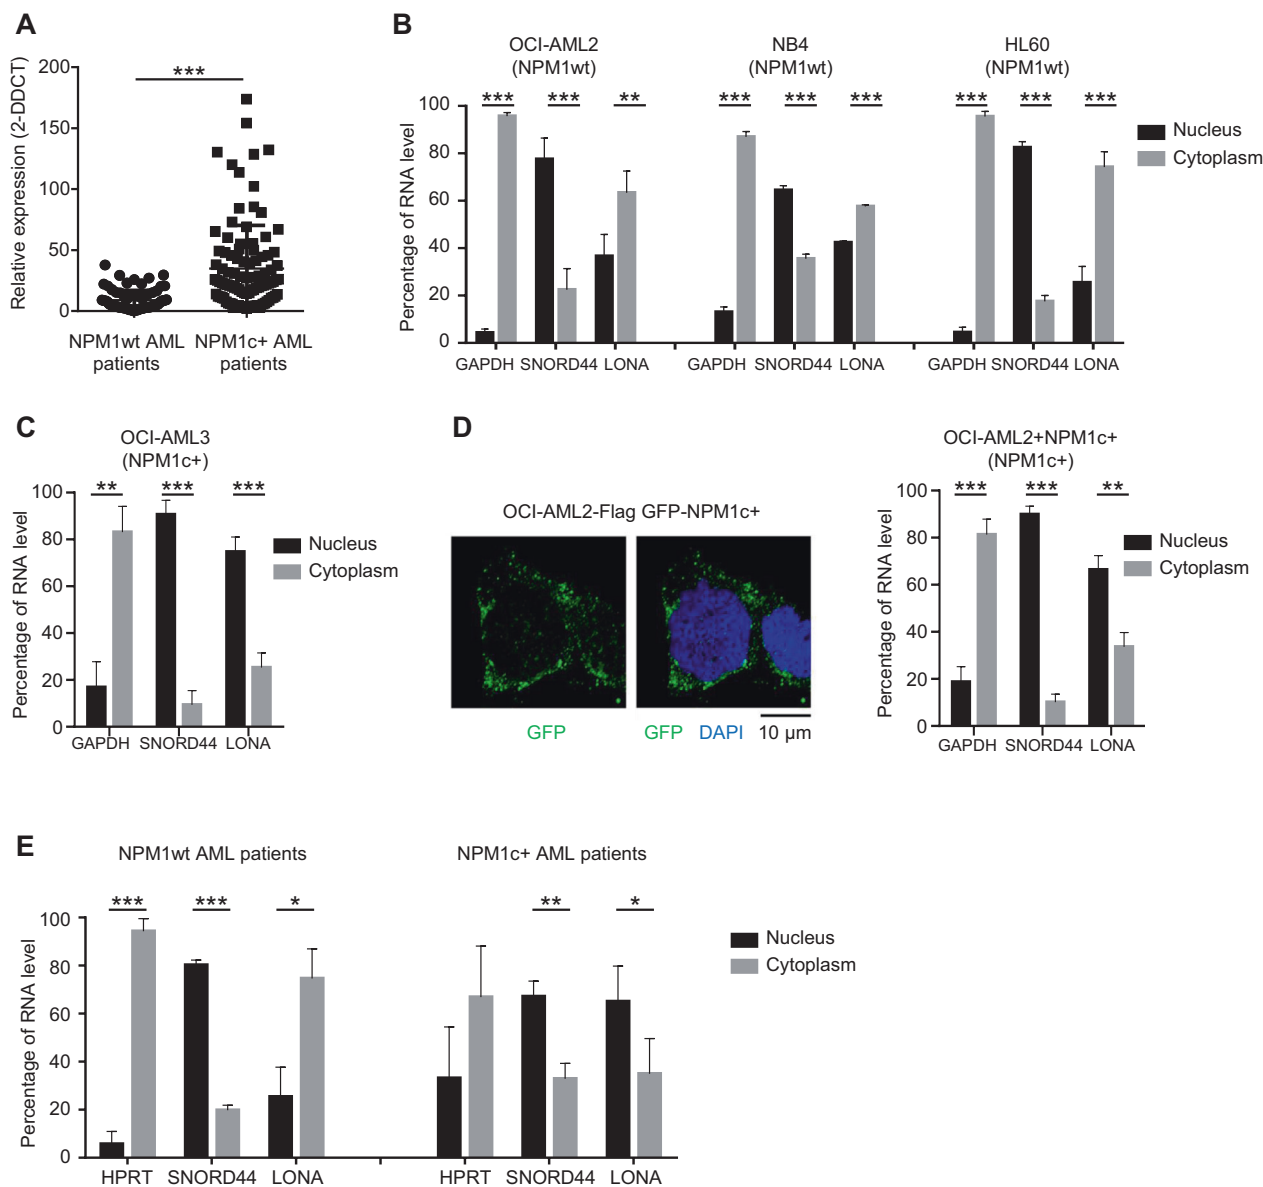 A
Relative expression (2-DDCT)
200
150
100
50
0
***
NPM1wt AML
patients
NPM1c+ AML
patients
B
OCI-AML2
(NPM1wt)
NB4
(NPM1wt)
HL60
(NPM1wt)
Percentage of RNA level
100
80
60
40
20
0
*** *** **
*** *** ***
*** *** ***
Nucleus
Cytoplasm
GAPDH SNORD44 LONA
GAPDH SNORD44 LONA
GAPDH SNORD44 LONA
C
OCI-AML3
(NPM1c+)
Percentage of RNA level
100
80
60
40
20
0
** *** ***
Nucleus
Cytoplasm
GAPDH SNORD44 LONA
D
OCI-AML2-Flag GFP-NPM1c+
GFP
GFP DAPI 10 µm
OCI-AML2+NPM1c+
(NPM1c+)
Percentage of RNA level
100
80
60
40
20
0
*** *** **
Nucleus
Cytoplasm
GAPDH SNORD44 LONA
E
NPM1wt AML patients
NPM1c+ AML patients
Percentage of RNA level
100
80
60
40
20
0
*** *** *
** *
Nucleus
Cytoplasm
HPRT SNORD44 LONA
HPRT SNORD44 LONA